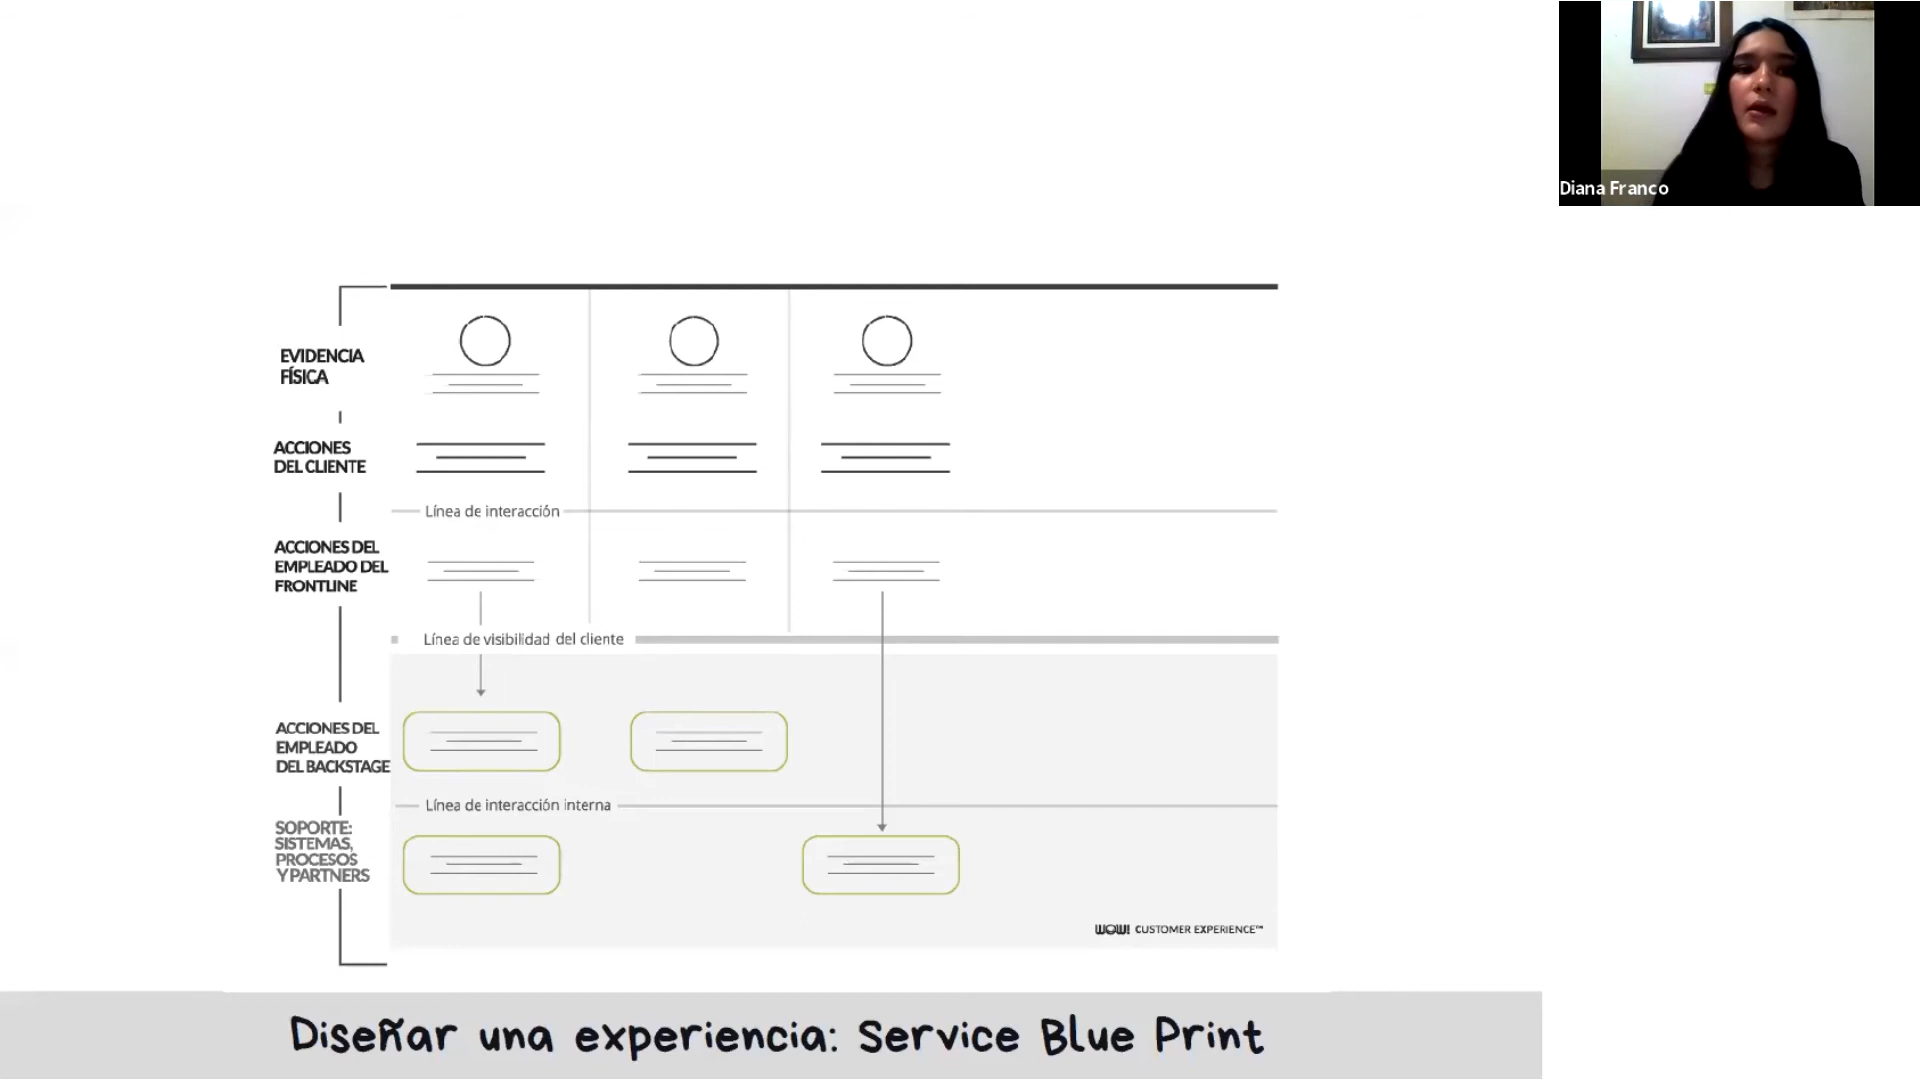 Diana Franco
EVIDENCIA
FÍSICA
ACCIONES
DEL CLIENTE
Línea de interacción
ACCIONES DEL
EMPLEADO DEL
FRONTLINE
Línea de visibilidad del cliente
ACCIONES DEL
EMPLEADO
DEL BACKSTAGE
Línea de interacción interna
SOPORTE:
SISTEMAS,
PROCESOS
Y PARTNERS
WOW! CUSTOMER EXPERIENCE™
Diseñar una experiencia: Service Blue Print